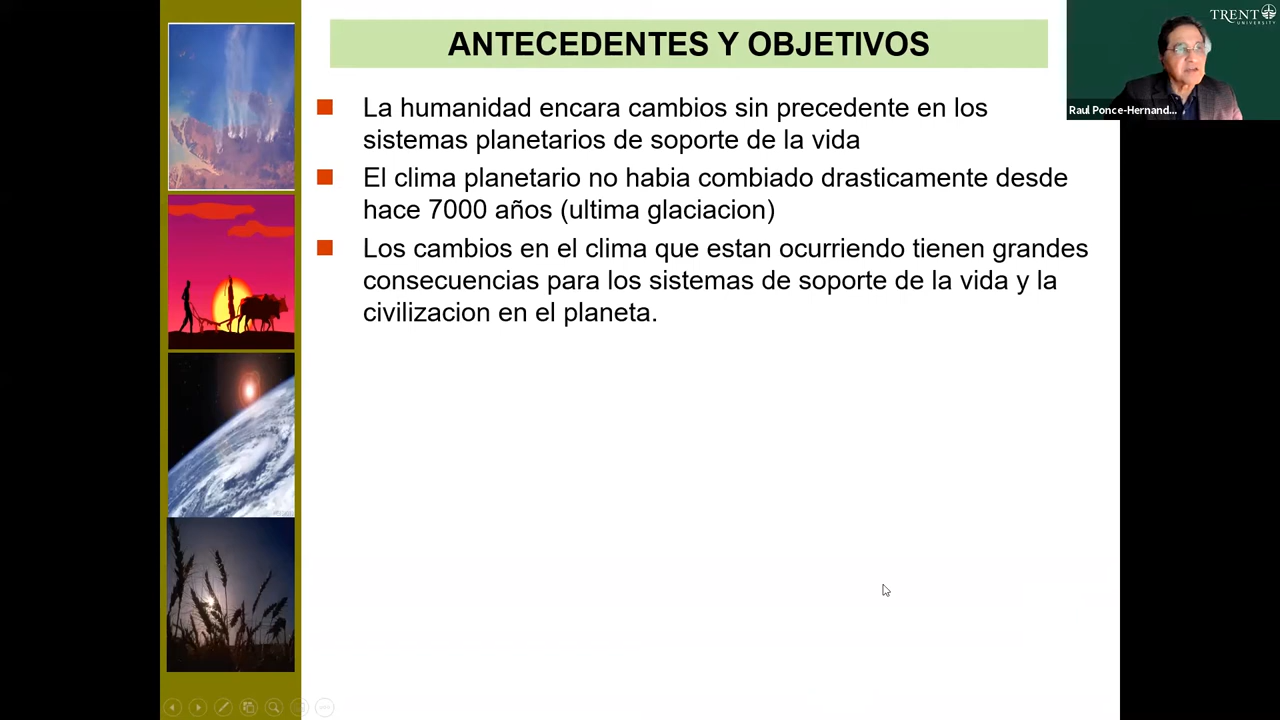 ANTECEDENTES Y OBJETIVOS
La humanidad encara cambios sin precedente en los
sistemas planetarios de soporte de la vida
El clima planetario no habia combiado drasticamente desde
hace 7000 años (ultima glaciacion)
Los cambios en el clima que estan ocurriendo tienen grandes
consecuencias para los sistemas de soporte de la vida y la
civilizacion en el planeta.
TRENT
UNIVERSITY
Raul Ponce-Hernand...